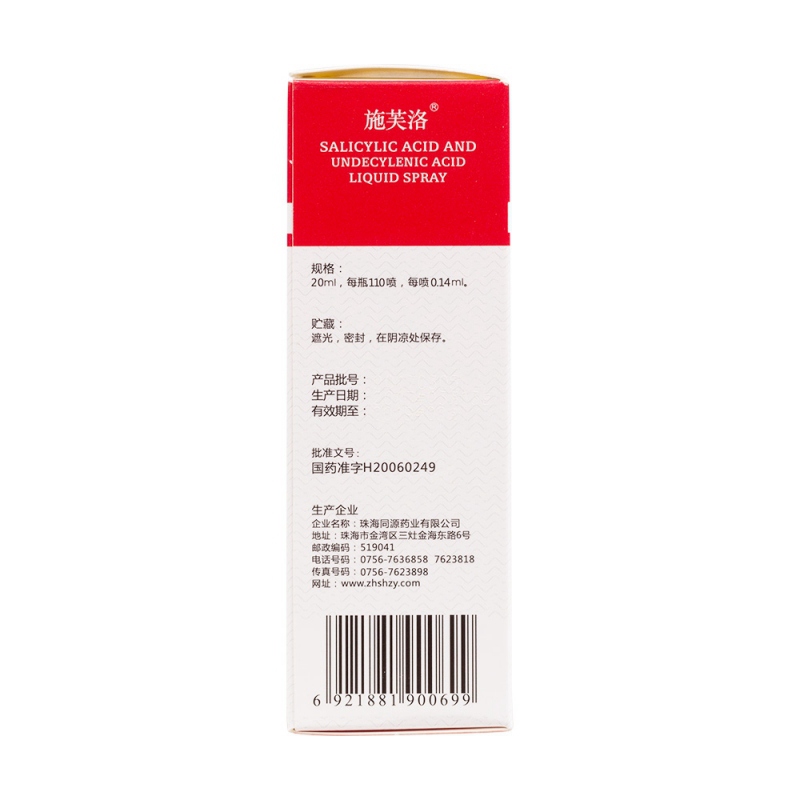 施芙洛®
SALICYLIC ACID AND
UNDECYLENIC ACID
LIQUID SPRAY
规格：
20ml，每瓶110喷，每喷0.14ml。
贮藏：
遮光，密封，在阴凉处保存。
产品批号：
生产日期：
有效期至：
批准文号：
国药准字H20060249
生产企业
企业名称：珠海同源药业有限公司
地址：珠海市金湾区三灶金海东路6号
邮政编码：519041
电话号码：0756-7636858 7623818
传真号码：0756-7623898
网址：www.zhshzy.com
6 921881 900699